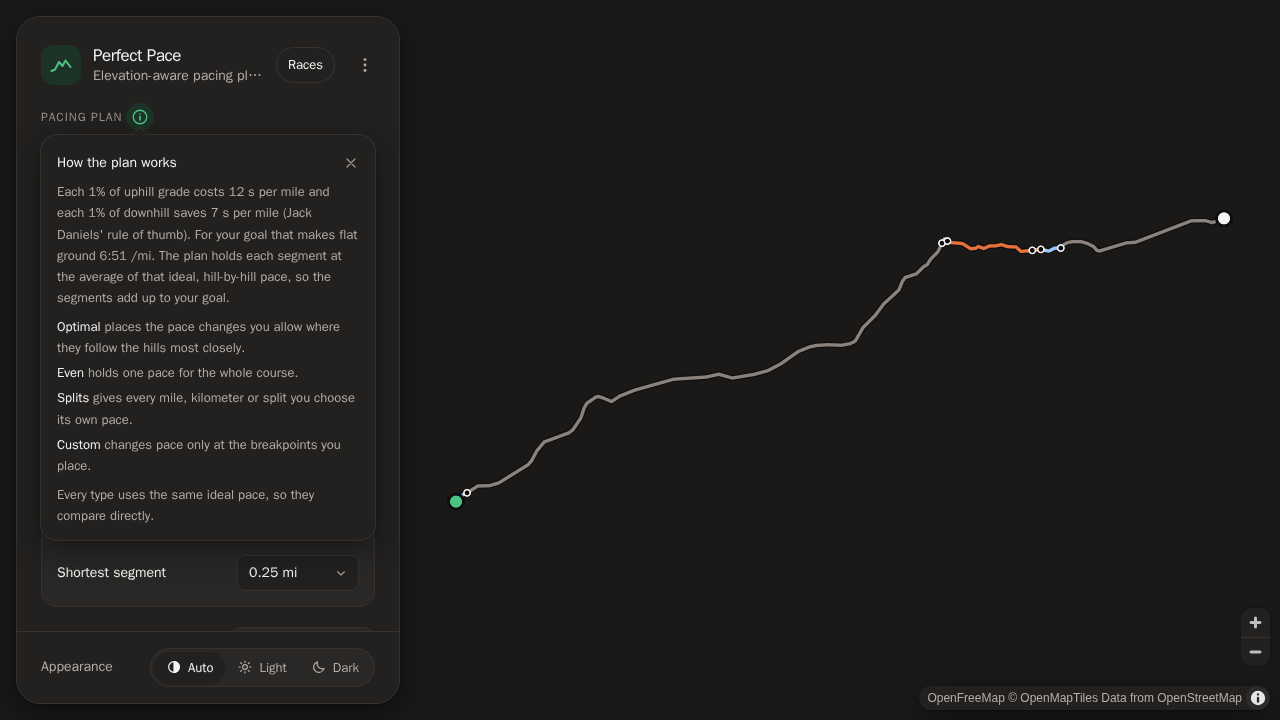 Perfect Pace
Elevation-aware pacing pl···
Races
PACING PLAN
How the plan works
Each 1% of uphill grade costs 12 s per mile and
each 1% of downhill saves 7 s per mile (Jack
Daniels' rule of thumb). For your goal that makes flat
ground 6:51 /mi. The plan holds each segment at
the average of that ideal, hill-by-hill pace, so the
segments add up to your goal.
Optimal places the pace changes you allow where
they follow the hills most closely.
Even holds one pace for the whole course.
Splits gives every mile, kilometer or split you choose
its own pace.
Custom changes pace only at the breakpoints you
place.
Every type uses the same ideal pace, so they
compare directly.
Shortest segment
0.25 mi
Appearance
Auto
Light
Dark
OpenFreeMap © OpenMapTiles Data from OpenStreetMap